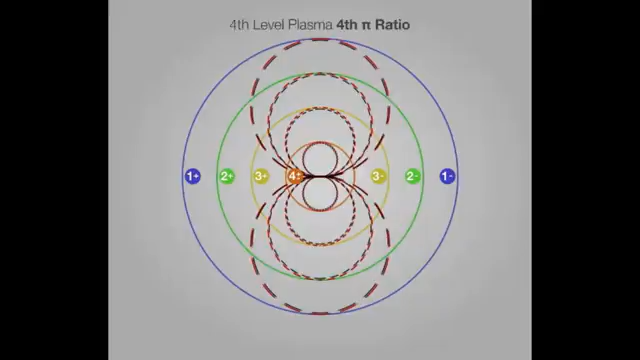 4th Level Plasma 4th π Ratio
1+ 2+ 3+ 4± 3- 2- 1-